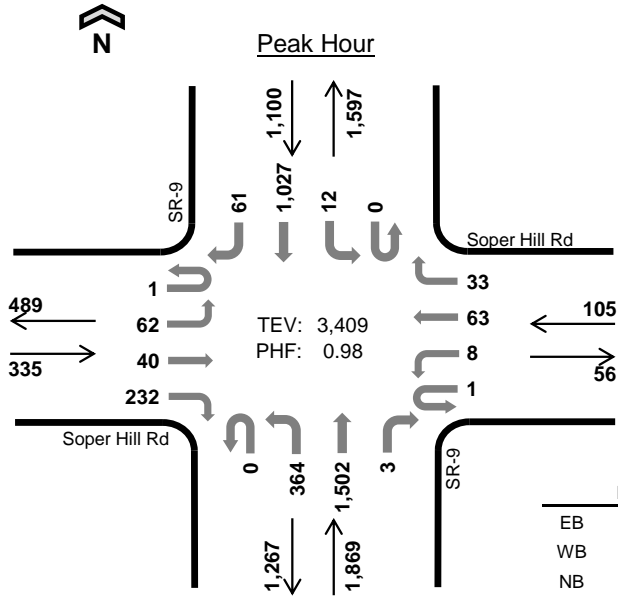 N
Peak Hour
1,100
1,597
SR-9
61
1,027
12
0
Soper Hill Rd
489
335
1
62
40
232
TEV: 3,409
PHF: 0.98
33
63
8
1
105
56
Soper Hill Rd
0
364
1,502
3
SR-9
1,267
1,869
EB
WB
NB